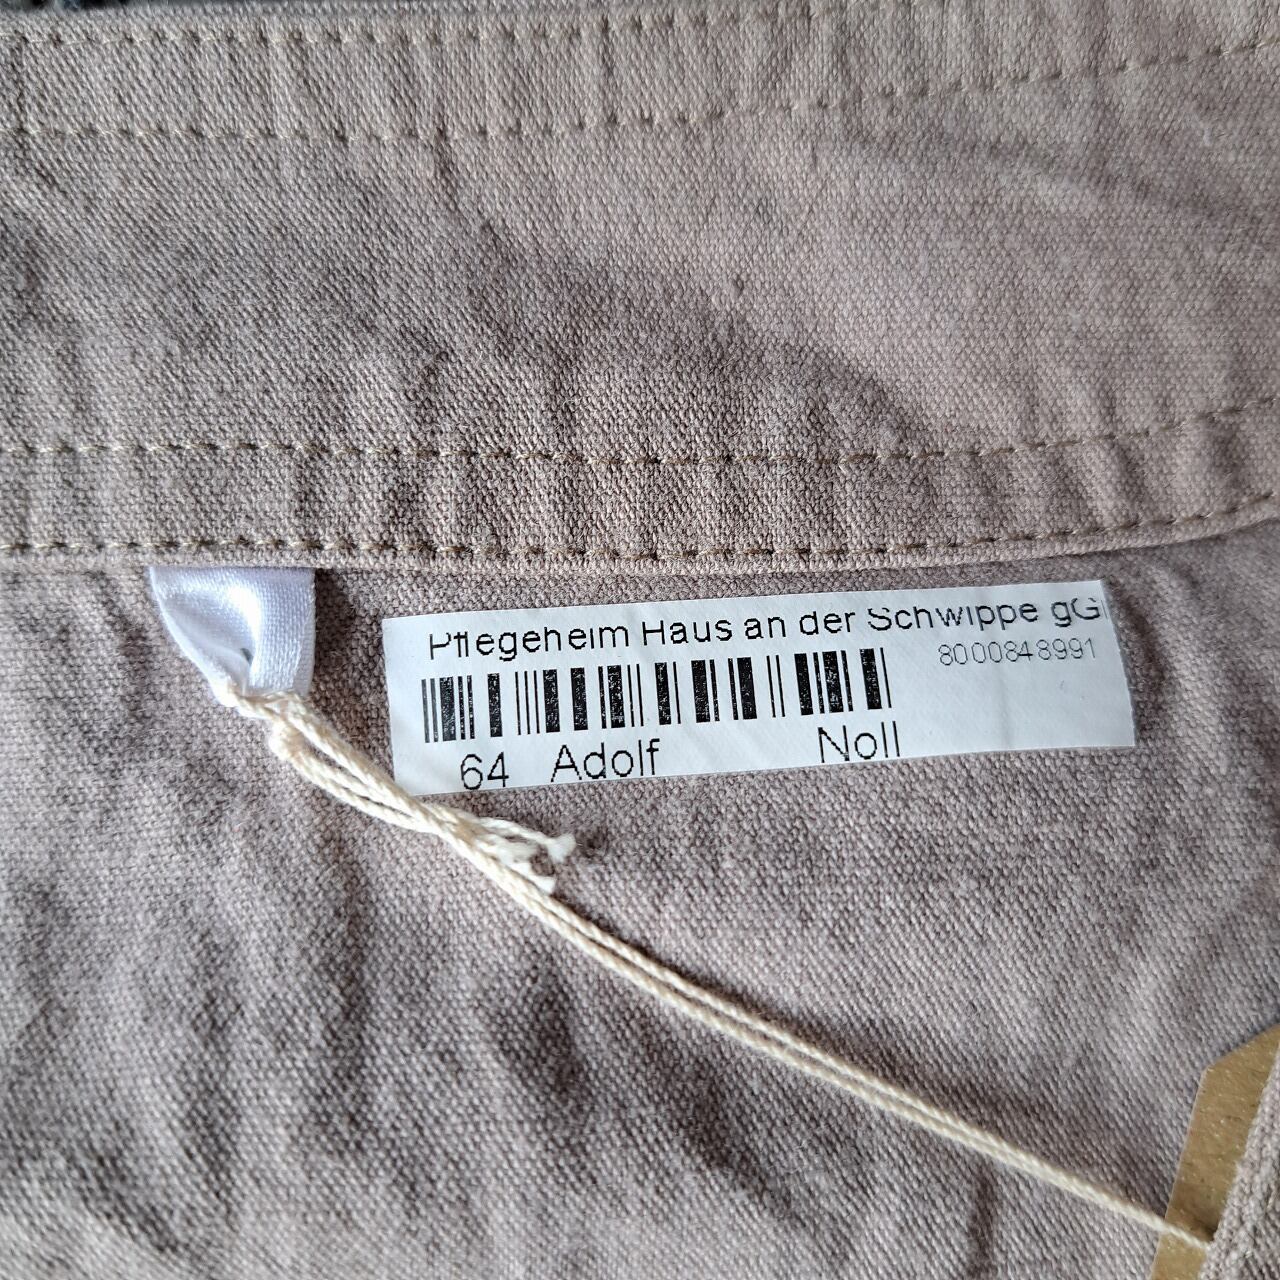 Pflegeheim Haus an der Schwippe gG
8000848991
64 Adolf Noll